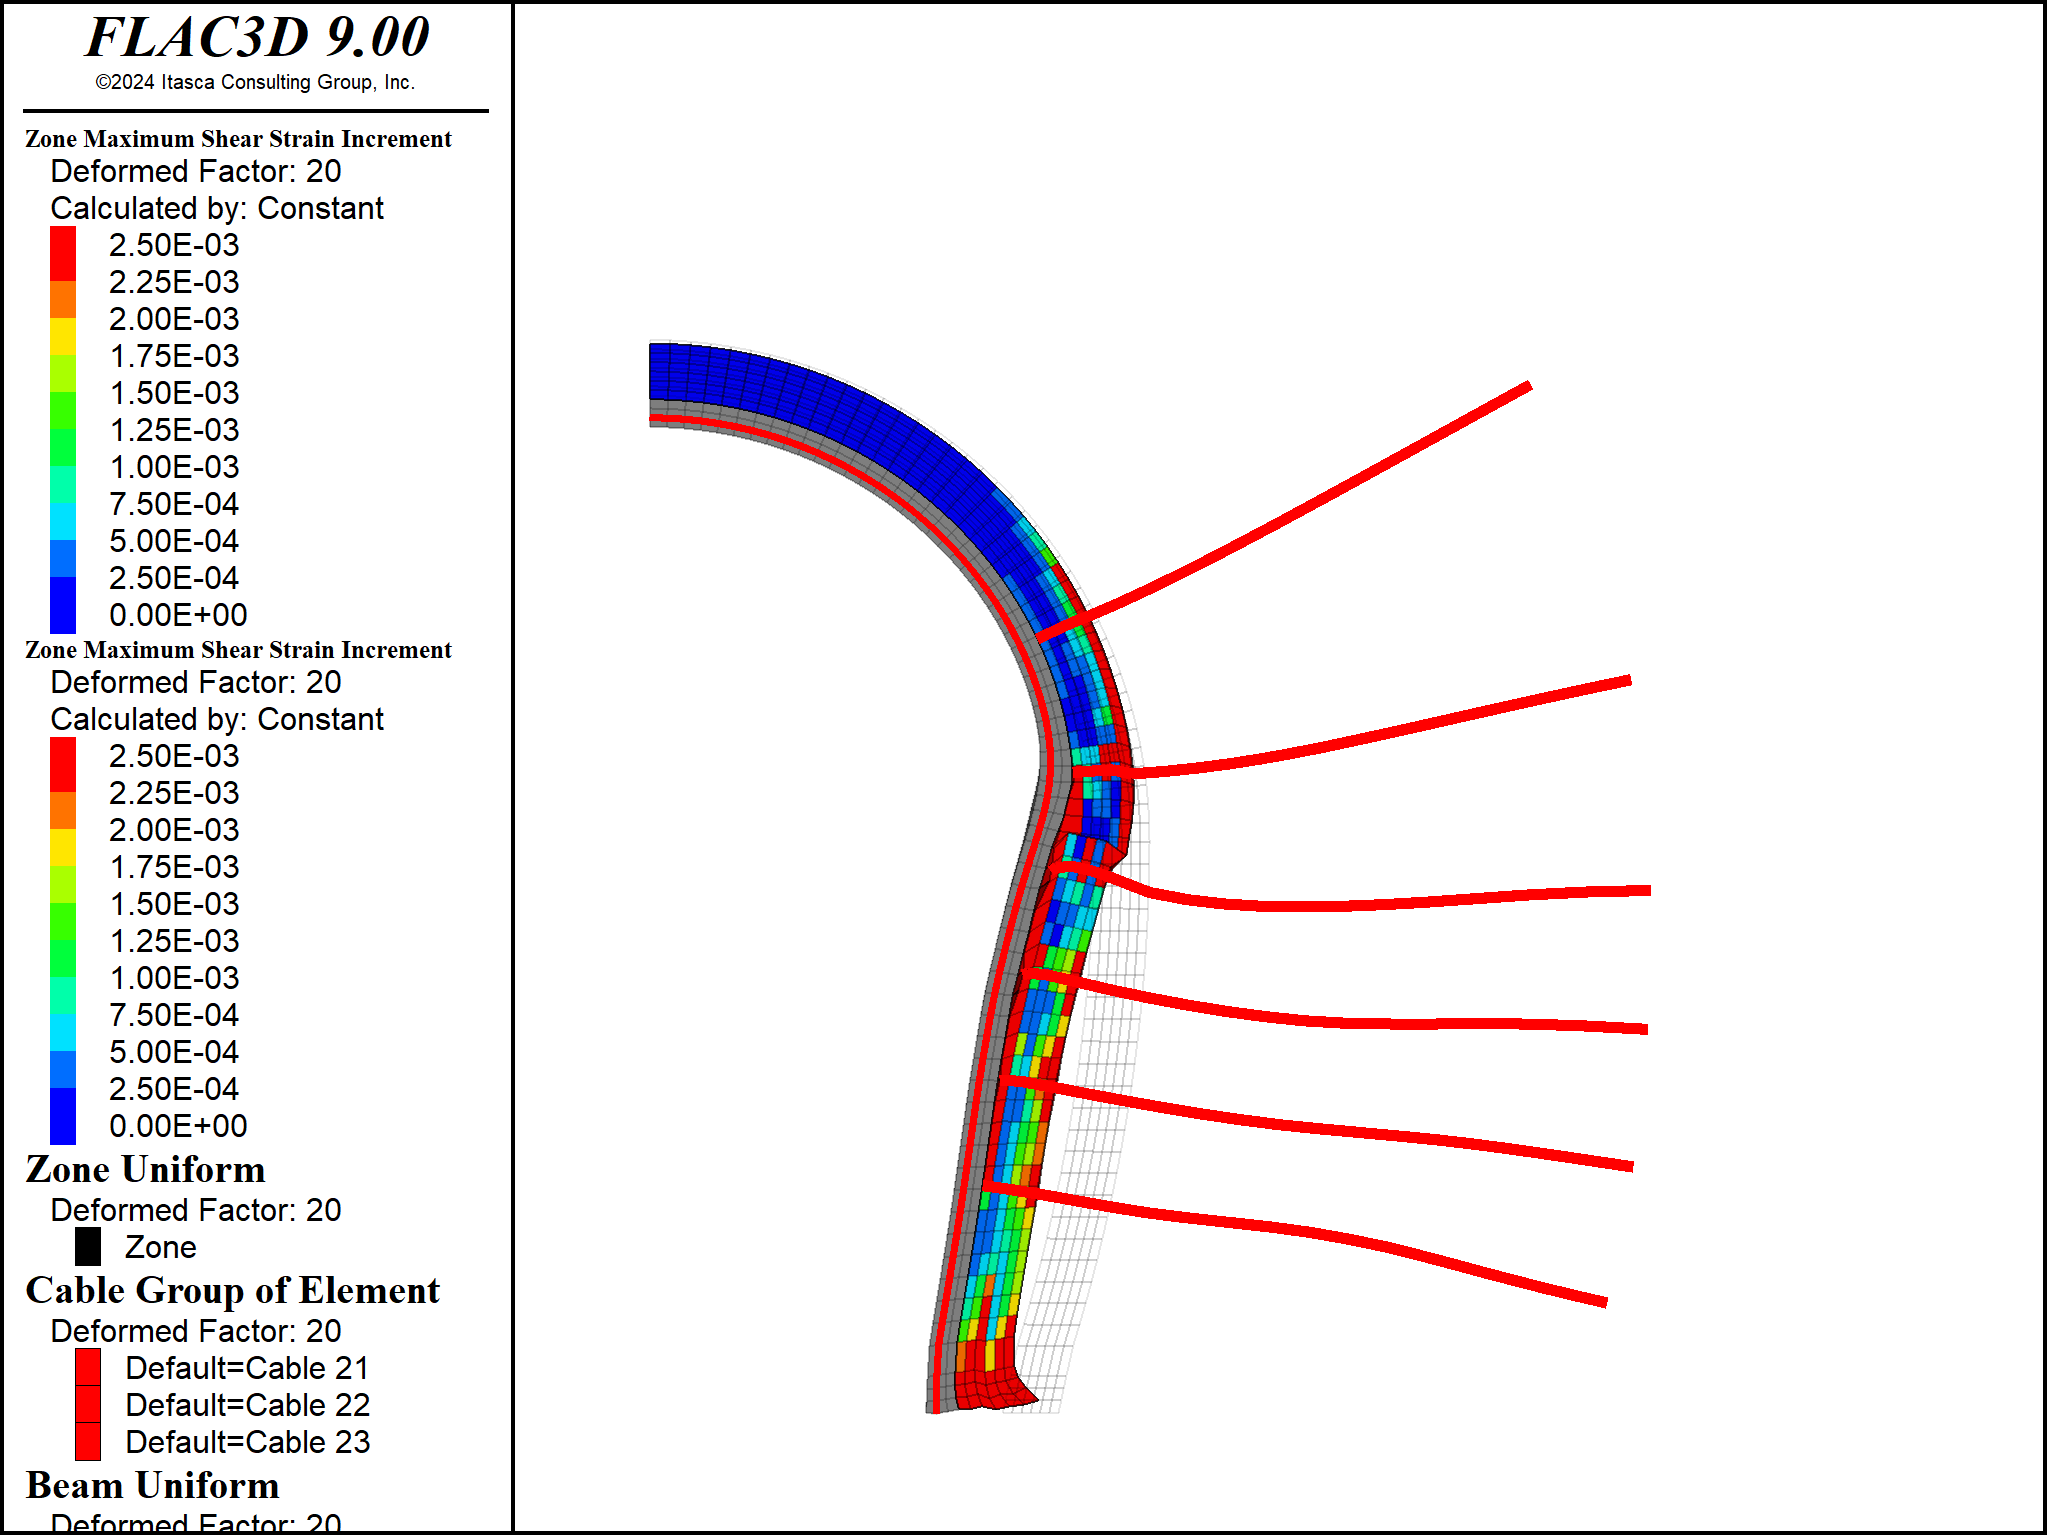 FLAC3D 9.00
©2024 Itasca Consulting Group, Inc.
Zone Maximum Shear Strain Increment
Deformed Factor: 20
Calculated by: Constant
2.50E-03
2.25E-03
2.00E-03
1.75E-03
1.50E-03
1.25E-03
1.00E-03
7.50E-04
5.00E-04
2.50E-04
0.00E+00
Zone Maximum Shear Strain Increment
Deformed Factor: 20
Calculated by: Constant
2.50E-03
2.25E-03
2.00E-03
1.75E-03
1.50E-03
1.25E-03
1.00E-03
7.50E-04
5.00E-04
2.50E-04
0.00E+00
Zone Uniform
Deformed Factor: 20
Zone
Cable Group of Element
Deformed Factor: 20
Default=Cable 21
Default=Cable 22
Default=Cable 23
Beam Uniform
Deformed Factor: 20